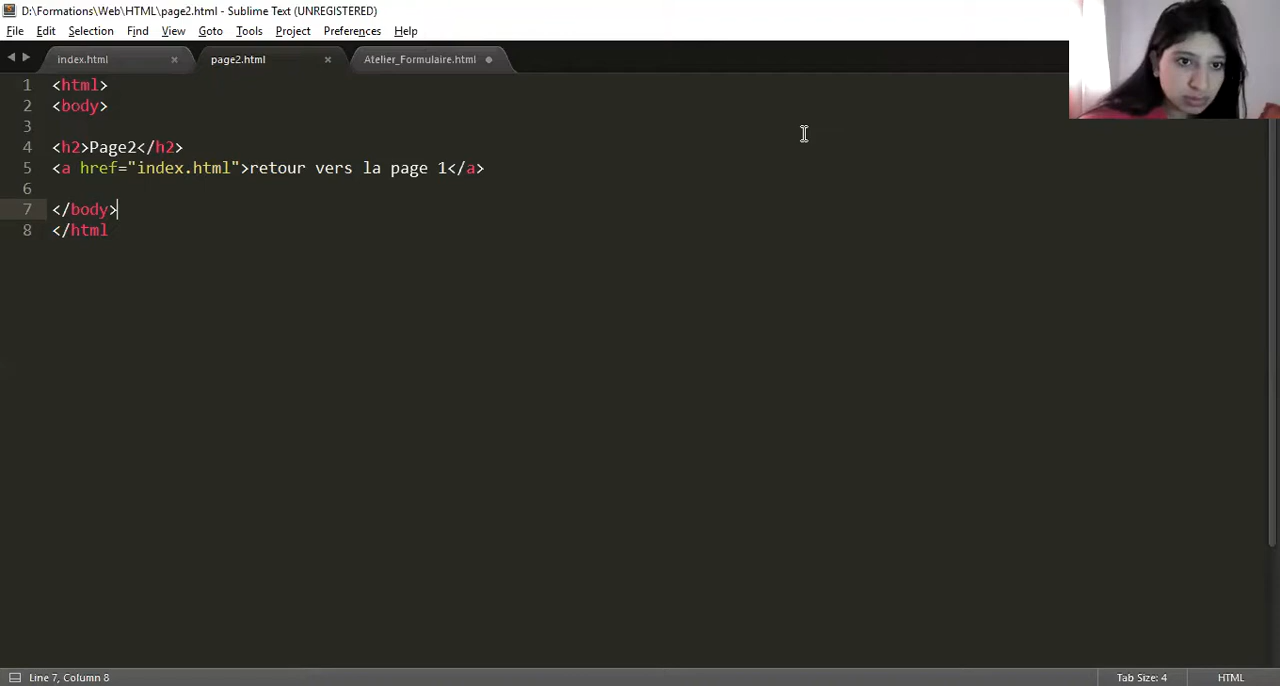 D:\Formations\Web\HTML\page2.html - Sublime Text (UNREGISTERED)
File Edit Selection Find View Goto Tools Project Preferences Help
index.html × page2.html × Atelier_Formulaire.html
1 <html>
2 <body>
3
4 <h2>Page2</h2>
5 <a href="index.html">retour vers la page 1</a>
6
7 </body>
8 </html
Line 7, Column 8 Tab Size: 4 HTML